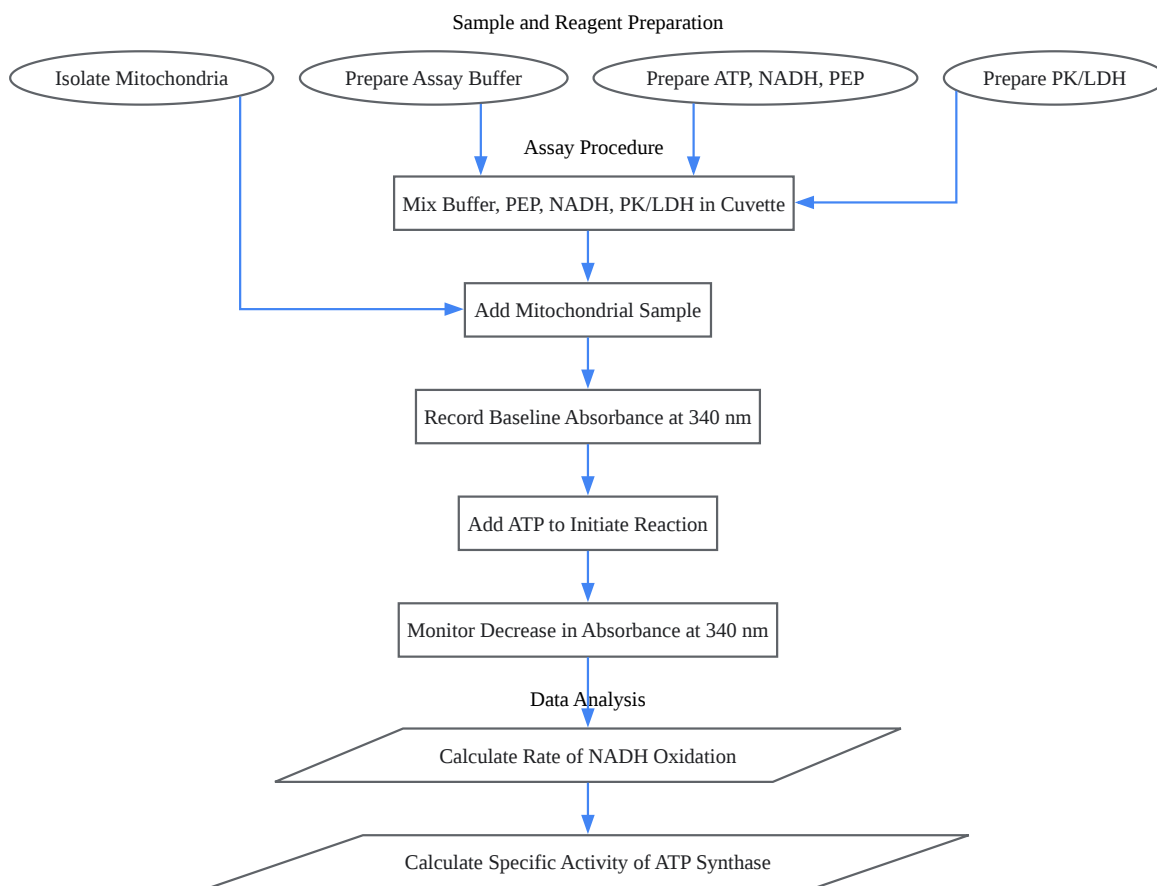 Sample and Reagent Preparation
Isolate Mitochondria
Prepare Assay Buffer
Prepare ATP, NADH, PEP
Prepare PK/LDH
Assay Procedure
Mix Buffer, PEP, NADH, PK/LDH in Cuvette
Add Mitochondrial Sample
Record Baseline Absorbance at 340 nm
Add ATP to Initiate Reaction
Monitor Decrease in Absorbance at 340 nm
Data Analysis
Calculate Rate of NADH Oxidation
Calculate Specific Activity of ATP Synthase